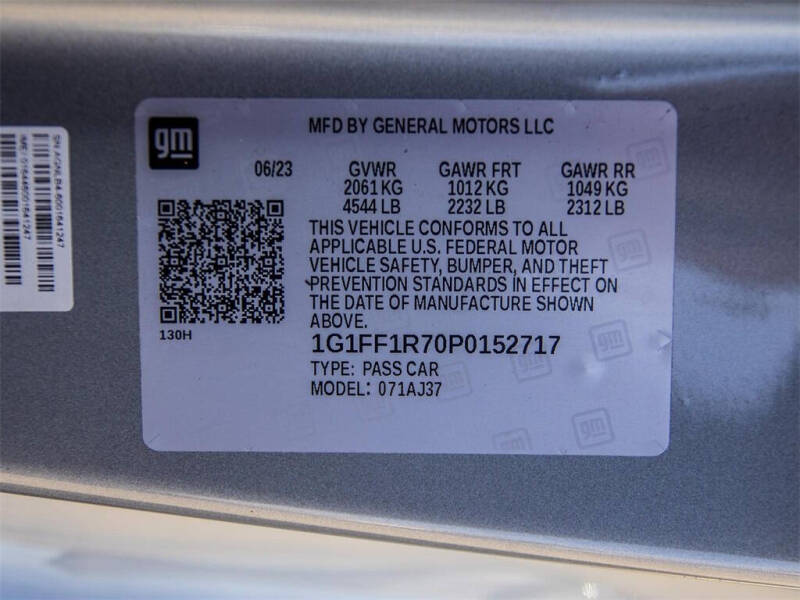 gm
MFD BY GENERAL MOTORS LLC
06/23 GVWR GAWR FRT GAWR RR
2061 KG 1012 KG 1049 KG
4544 LB 2232 LB 2312 LB
THIS VEHICLE CONFORMS TO ALL
APPLICABLE U.S. FEDERAL MOTOR
VEHICLE SAFETY, BUMPER, AND THEFT
PREVENTION STANDARDS IN EFFECT ON
THE DATE OF MANUFACTURE SHOWN
ABOVE.
130H
1G1FF1R70P0152717
TYPE: PASS CAR
MODEL: 071AJ37